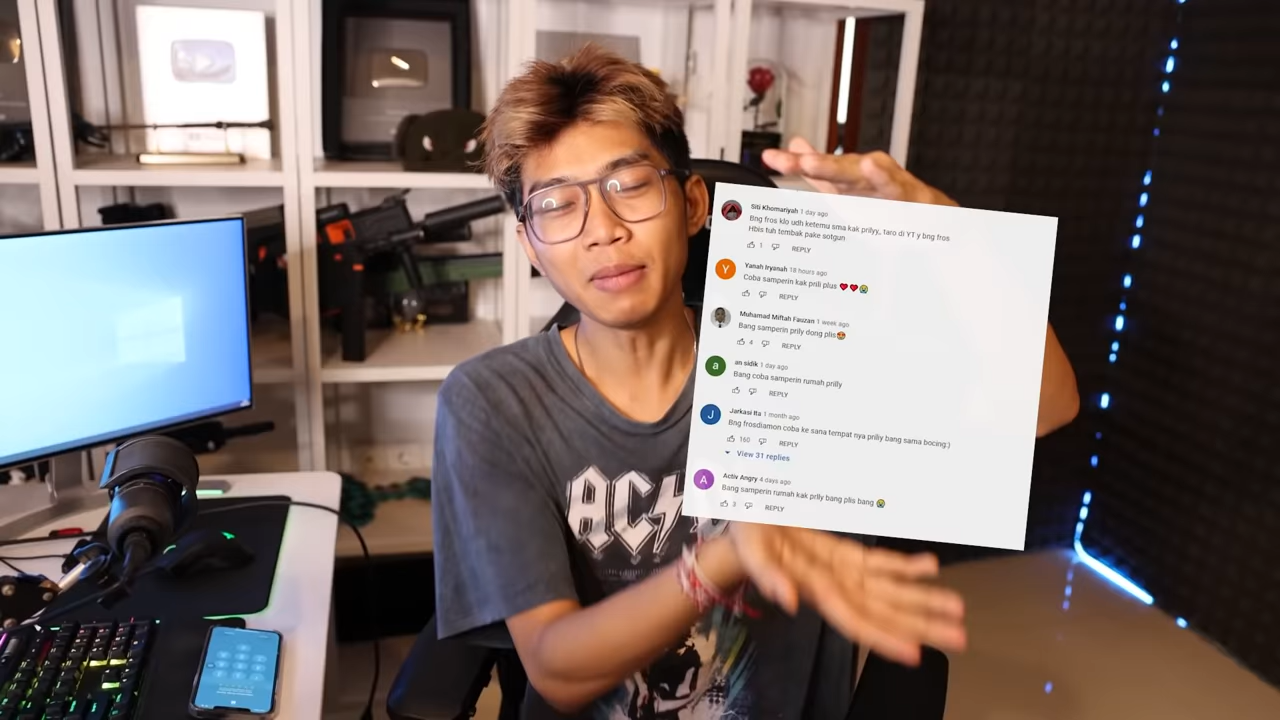 Siti Khomariyah 1 day ago
Bng fros klo udh ketemu sma kak prilyy, taro di YT y bng fros
Hbis tuh tembak pake sotgun
1 REPLY
Yanah Iryanah 18 hours ago
Coba samperin kak prili plus ❤️❤️😭
REPLY
Muhamad Miftah Fauzan 1 week ago
Bang samperin prily dong plis😍
4 REPLY
an sidik 1 day ago
Bang coba samperin rumah prilly
REPLY
Jarkasi Ita 1 month ago
Bng frosdiamon coba ke sana tempat nya priliy bang sama bocing:)
160 REPLY
View 31 replies
Activ Angry 4 days ago
Bang samperin rumah kak prily bang plis bang 😭
3 REPLY
Y
a
J
A
AC